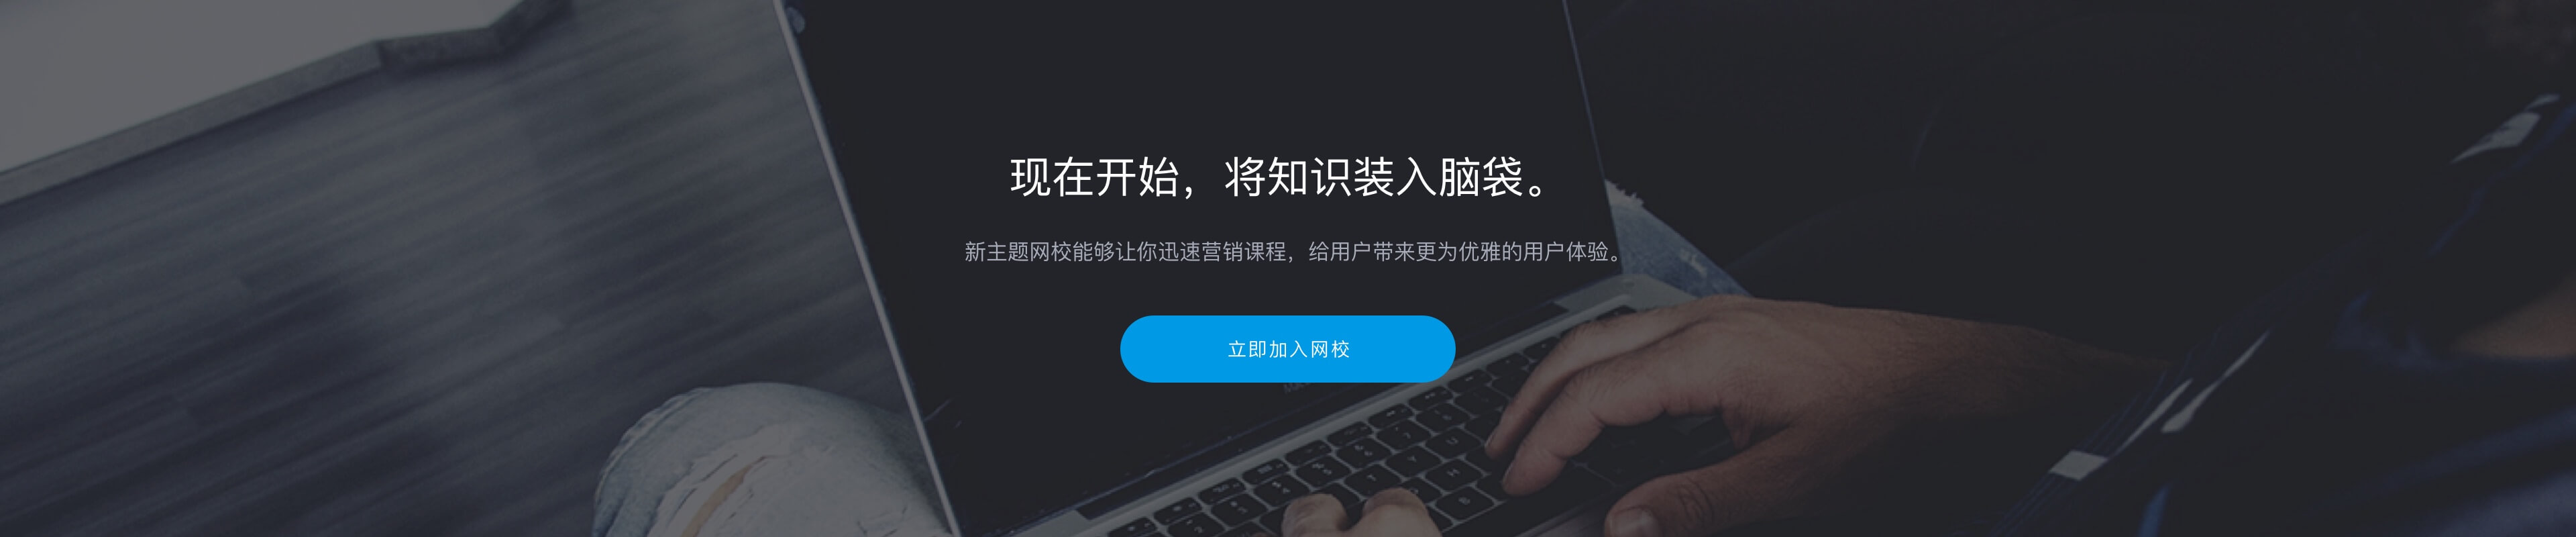 现在开始，将知识装入脑袋。
新主题网校能够让你迅速营销课程，给用户带来更为优雅的用户体验。
立即加入网校